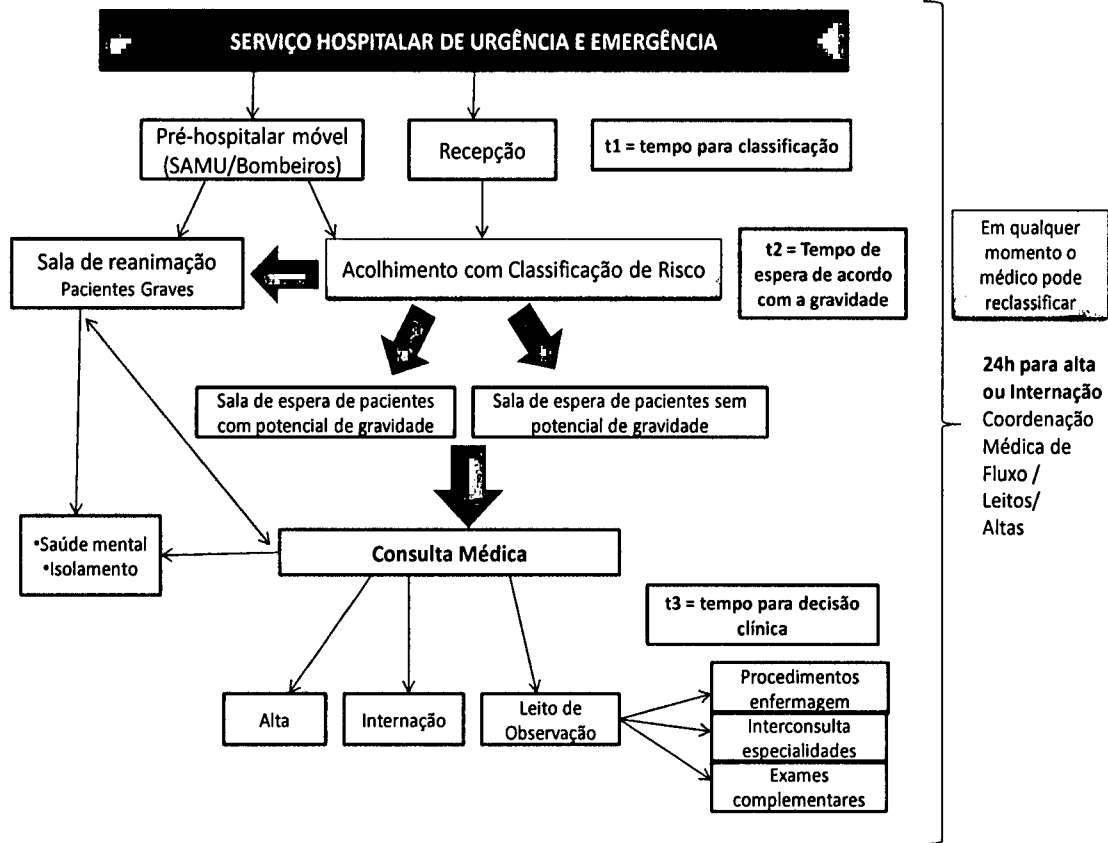 SERVIÇO HOSPITALAR DE URGÊNCIA E EMERGÊNCIA
Pré-hospitalar móvel
(SAMU/Bombeiros)
Recepção
t1 = tempo para classificação
Sala de reanimação
Pacientes Graves
Acolhimento com Classificação de Risco
t2 = Tempo de
espera de acordo
com a gravidade
Em qualquer
momento o
médico pode
reclassificar
Sala de espera de pacientes
com potencial de gravidade
Sala de espera de pacientes sem
potencial de gravidade
24h para alta
ou Internação
Coordenação
Médica de
Fluxo /
Leitos/
Altas
•Saúde mental
•Isolamento
Consulta Médica
t3 = tempo para decisão
clínica
Alta
Internação
Leito de
Observação
Procedimentos
enfermagem
Interconsulta
especialidades
Exames
complementares